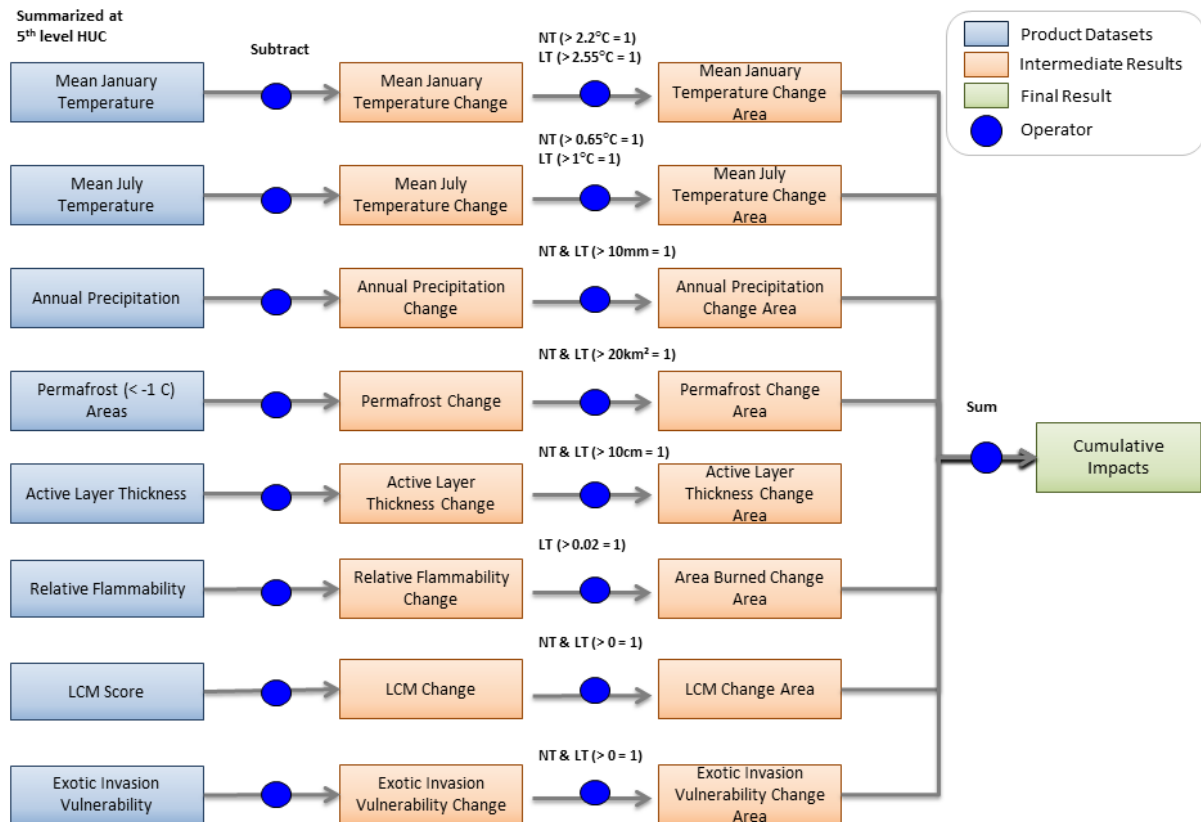 Summarized at
5th level HUC
Subtract
NT (> 2.2°C = 1)
LT (> 2.55°C = 1)
Product Datasets
Intermediate Results
Final Result
Operator
Mean January
Temperature
Mean January
Temperature Change
Mean January
Temperature Change
Area
NT (> 0.65°C = 1)
LT (>1°C = 1)
Mean July
Temperature
Mean July
Temperature Change
Mean July
Temperature Change
Area
NT & LT (> 10mm = 1)
Annual Precipitation
Annual Precipitation
Change
Annual Precipitation
Change Area
NT & LT (> 20km² = 1)
Permafrost (< -1 C)
Areas
Permafrost Change
Permafrost Change
Area
Sum
Cumulative
Impacts
NT & LT (> 10cm = 1)
Active Layer Thickness
Active Layer
Thickness Change
Active Layer
Thickness Change
Area
LT (>0.02 = 1)
Relative Flammability
Relative Flammability
Change
Area Burned Change
Area
NT & LT (> 0 = 1)
LCM Score
LCM Change
LCM Change Area
NT & LT (> 0 = 1)
Exotic Invasion
Vulnerability
Exotic Invasion
Vulnerability Change
Exotic Invasion
Vulnerability Change
Area